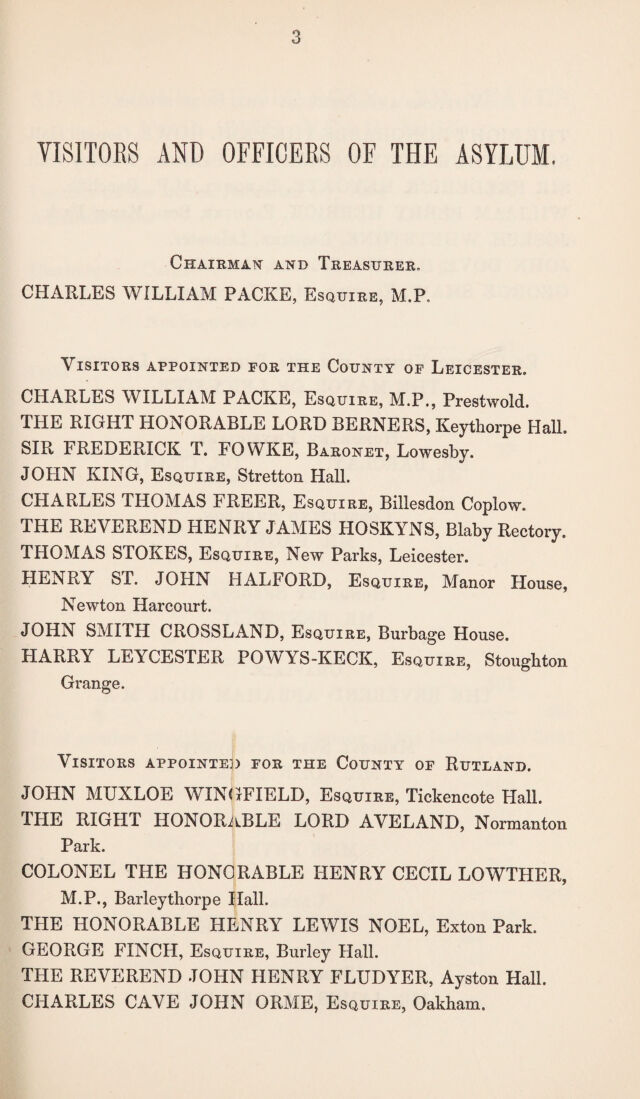 3
VISITORS AND OFFICERS OF THE ASYLUM.
CHAIRMAN AND TREASURER.
CHARLES WILLIAM PACKE, ESQUIRE, M.P.
VISITORS APPOINTED FOR THE COUNTY OF LEICESTER.
CHARLES WILLIAM PACKE, ESQUIRE, M.P., Prestwold.
THE RIGHT HONORABLE LORD BERNERS, Keythorpe Hall.
SIR FREDERICK T. FOWKE, BARONET, Lowesby.
JOHN KING, ESQUIRE, Stretton Hall.
CHARLES THOMAS FREER, ESQUIRE, Billesdon Coplow.
THE REVEREND HENRY JAMES HOSKYNS, Blaby Rectory.
THOMAS STOKES, ESQUIRE, New Parks, Leicester.
HENRY ST. JOHN HALFORD, ESQUIRE, Manor House,
Newton Harcourt.
JOHN SMITH CROSSLAND, ESQUIRE, Burbage House.
HARRY LEYCESTER POWYS-KECK, ESQUIRE, Stoughton
Grange.
VISITORS APPOINTED FOR THE COUNTY OF RUTLAND.
JOHN MUXLOE WINGFIELD, ESQUIRE, Tickencote Hall.
THE RIGHT HONORABLE LORD AVELAND, Normanton
Park.
COLONEL THE HONORABLE HENRY CECIL LOWTHER,
M.P., Barleythorpe Hall.
THE HONORABLE HENRY LEWIS NOEL, Exton Park.
GEORGE FINCH, ESQUIRE, Burley Hall.
THE REVEREND JOHN HENRY FLUDYER, Ayston Hall.
CHARLES CAVE JOHN ORME, ESQUIRE, Oakham.